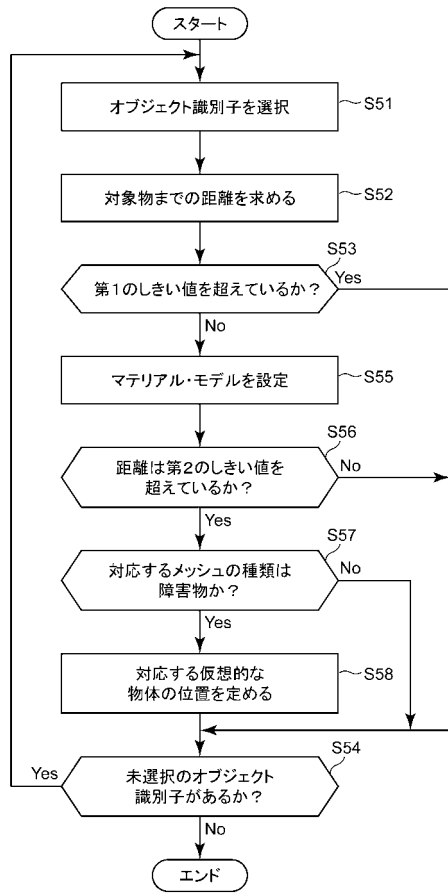 スタート
オブジェクト識別子を選択
S51
対象物までの距離を求める
S52
S53
第1のしきい値を超えているか？
Yes
No
マテリアル・モデルを設定
S55
S56
距離は第2のしきい値を
超えているか？
No
Yes
S57
対応するメッシュの種類は
障害物か？
No
Yes
対応する仮想的な
物体の位置を定める
S58
S54
Yes
未選択のオブジェクト
識別子があるか？
No
エンド